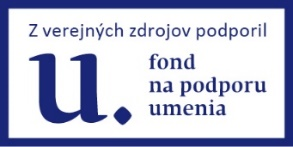 Z verejných zdrojov podporil
u.
fond
na podporu
umenia